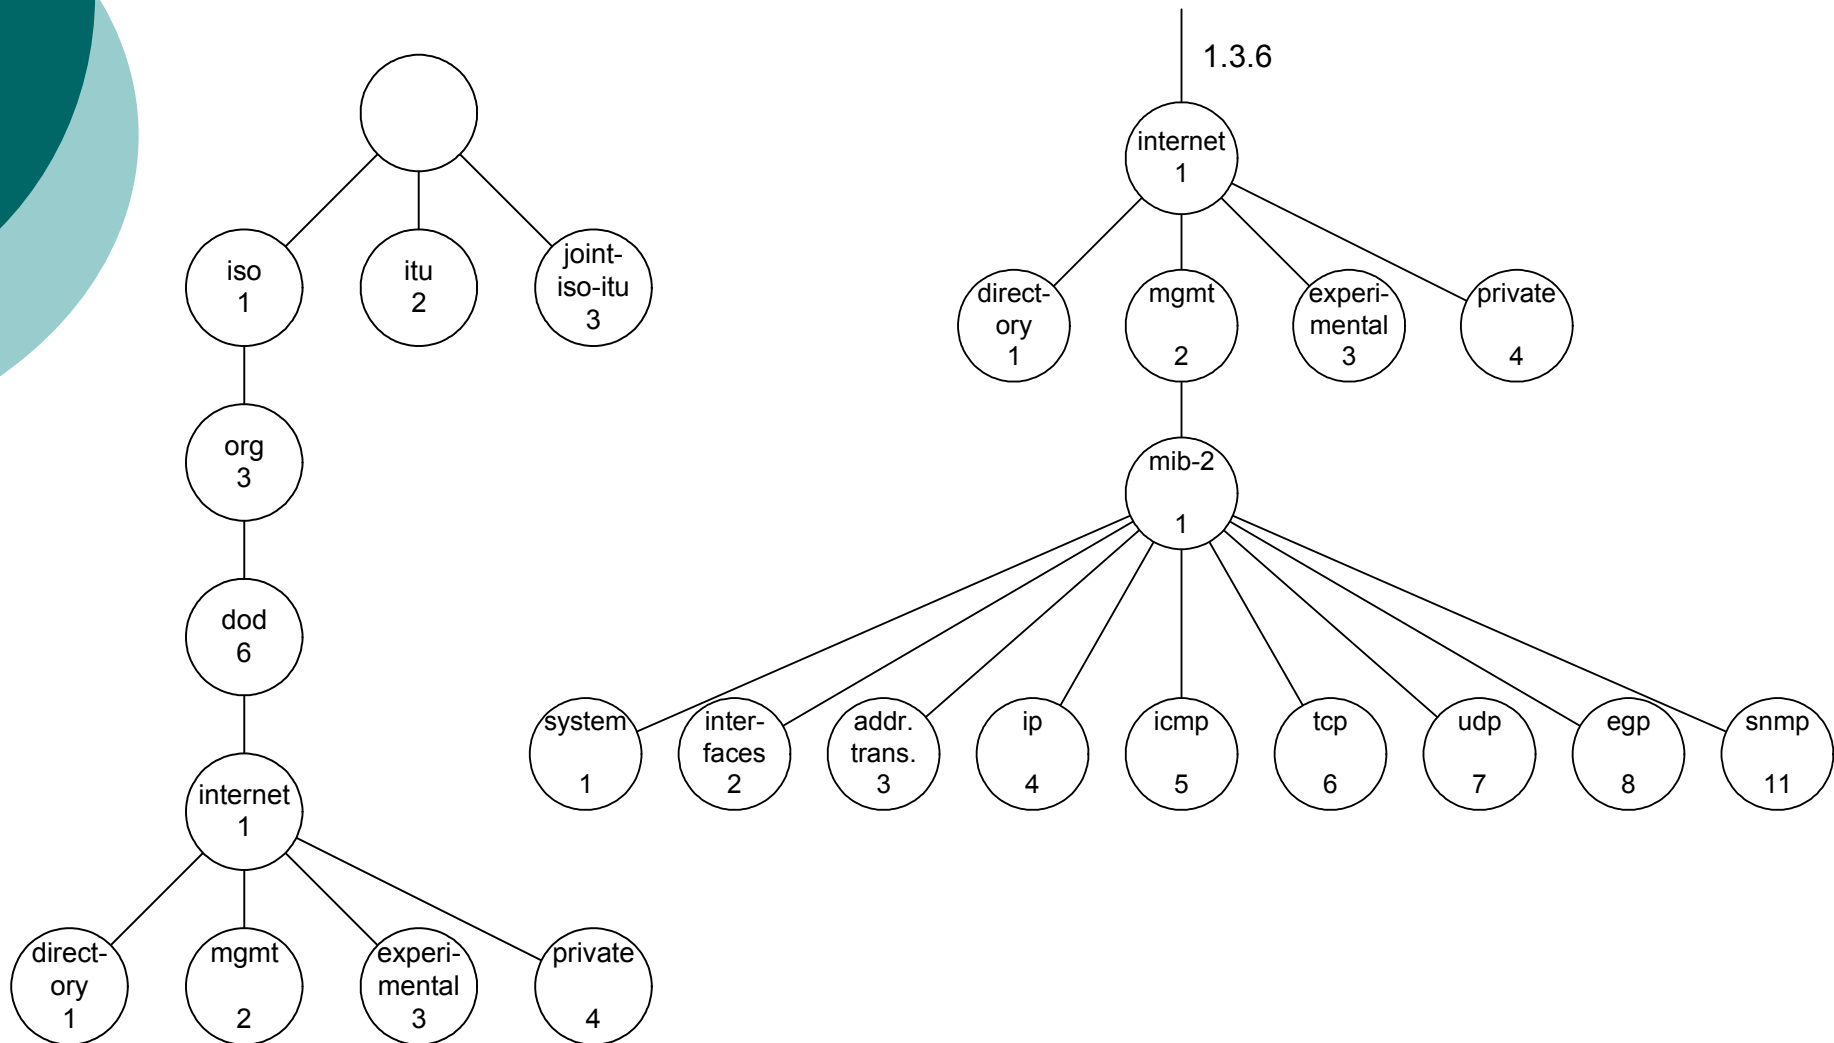 iso
1
itu
2
joint-
iso-itu
3
org
3
dod
6
internet
1
direct-
ory
1
mgmt
2
experi-
mental
3
private
4
1.3.6
internet
1
direct-
ory
1
mgmt
2
experi-
mental
3
private
4
mib-2
1
system
1
inter-
faces
2
addr.
trans.
3
ip
4
icmp
5
tcp
6
udp
7
egp
8
snmp
11